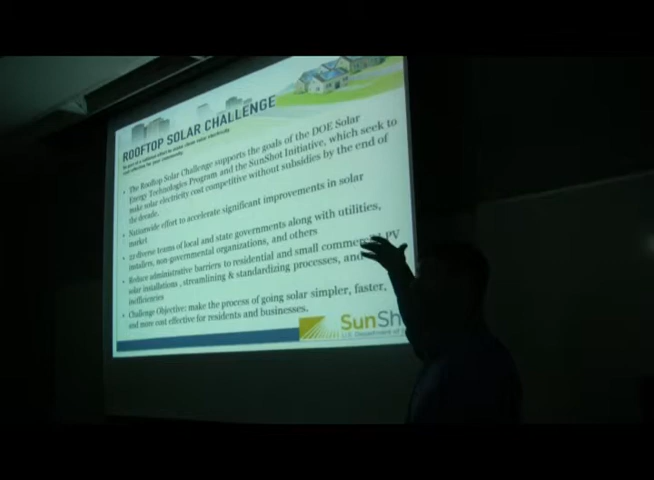 ROOFTOP SOLAR CHALLENGE
• The Rooftop Solar Challenge supports the goals of the DOE Solar
Energy Technologies Program and the SunShot Initiative, which seek to
make solar electricity cost competitive without subsidies by the end of
the decade.
• Nationwide effort to accelerate significant improvements in solar
market
• 22 diverse teams of local and state governments along with utilities,
installers, non-governmental organizations, and others
• Reduce administrative barriers to residential and small PV
solar installations , streamlining & standardizing processes, and
inefficiencies
• Challenge Objective: make the process of going solar simpler, faster,
and more cost effective for residents and businesses.
SunSh
U.S. Department of